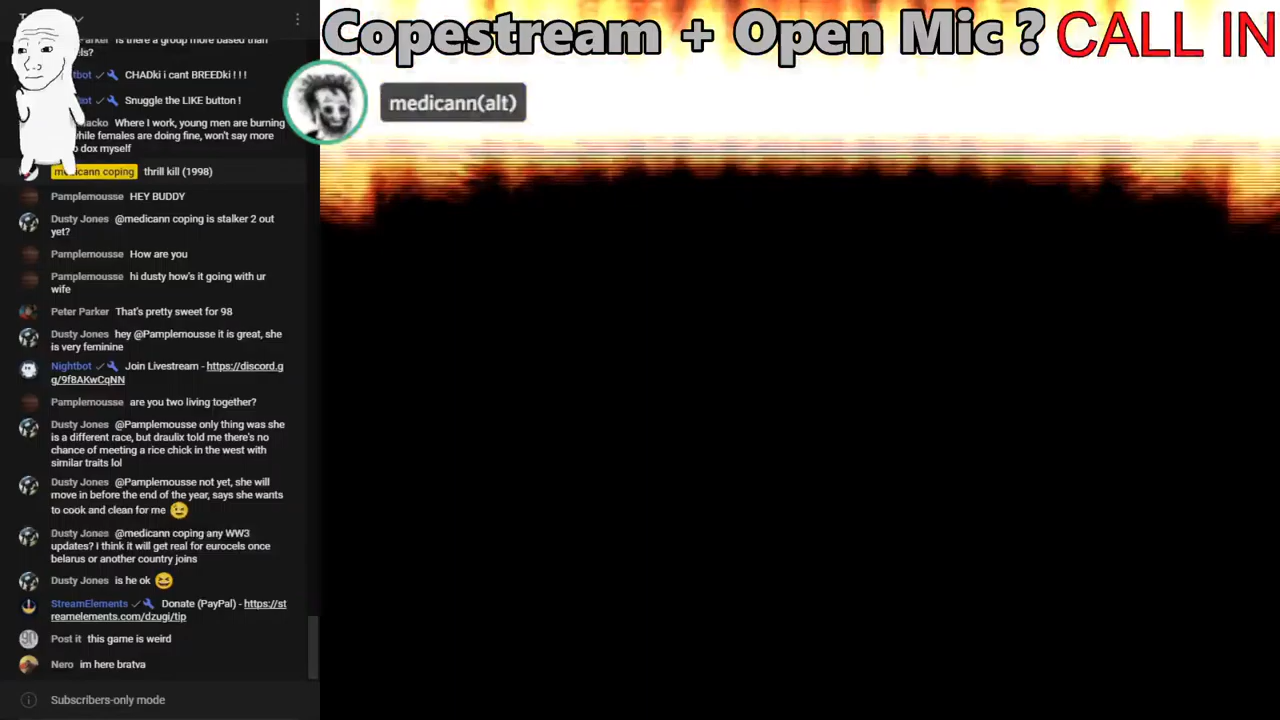 Copestream + Open Mic ? CALL IN
medicann(alt)
Is there a group more based than
CHADki i cant BREEDki ! ! !
Snuggle the LIKE button !
Where I work, young men are burning
while females are doing fine, won't say more
dox myself
coping thrill kill (1998)
Pamplemousse HEY BUDDY
Dusty Jones @medicann coping is stalker 2 out
yet?
Pamplemousse How are you
Pamplemousse hi dusty how's it going with ur
wife
Peter Parker That's pretty sweet for 98
Dusty Jones hey @Pamplemousse it is great, she
is very feminine
Nightbot Join Livestream - https://discord.g
g/9f8AKwCqNN
Pamplemousse are you two living together?
Dusty Jones @Pamplemousse only thing was she
is a different race, but draulix told me there's no
chance of meeting a rice chick in the west with
similar traits lol
Dusty Jones @Pamplemousse not yet, she will
move in before the end of the year, says she wants
to cook and clean for me
Dusty Jones @medicann coping any WW3
updates? I think it will get real for eurocels once
belarus or another country joins
Dusty Jones is he ok
StreamElements Donate (PayPal) - https://st
reamelements.com/dzugi/tip
Post it this game is weird
Nero im here bratva
Subscribers-only mode